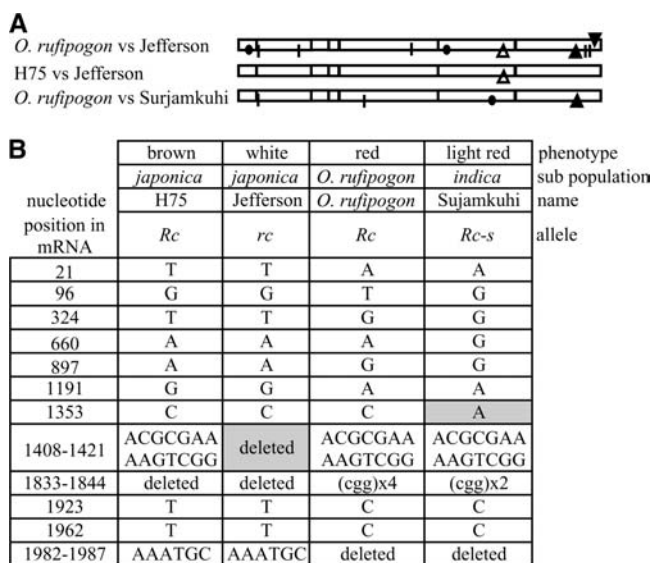 A
O. rufipogon vs Jefferson
H75 vs Jefferson
O. rufipogon vs Surjamkuhi
B
brown white red light red phenotype
japonica japonica O. rufipogon indica sub population
nucleotide position in mRNA H75 Jefferson O. rufipogon Sujamkuhi name
Rc rc Rc Rc-s allele
21 T T A A
96 G G T G
324 T T G G
660 A A A G
897 A A G G
1191 G G A A
1353 C C C A
1408-1421 ACGCGAA AAGTCGG deleted ACGCGAA AAGTCGG ACGCGAA AAGTCGG
1833-1844 deleted deleted (cgg)x4 (cgg)x2
1923 T T C C
1962 T T C C
1982-1987 AAATGC AAATGC deleted deleted